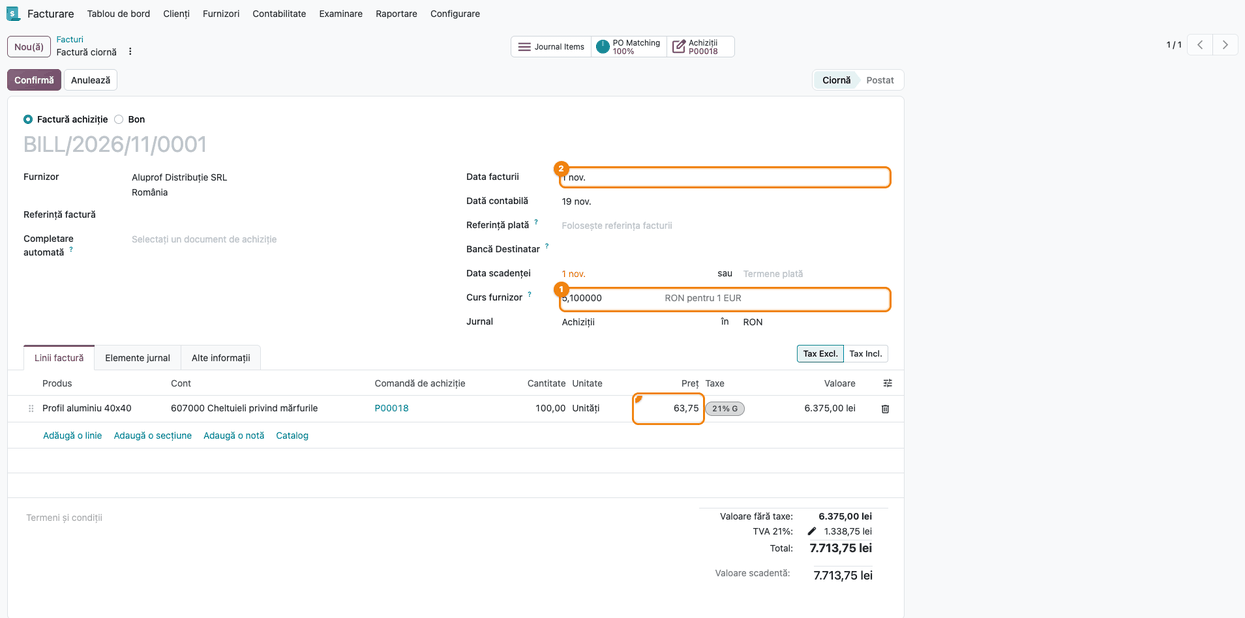 Facturare Tablou de bord Clienți Furnizori Contabilitate Examinare Raportare Configurare
Nou(ă) Facturi
Factură ciornă
Journal Items PO Matching 100% Achiziții P00018
1 / 1
Confirmă Anulează
Ciornă Postat
Factură achiziție Bon
BILL/2026/11/0001
Furnizor Aluprof Distribuție SRL
România
Referință factură
Completare automată ? Selectați un document de achiziție
2
Data facturii 1 nov.
Dată contabilă 19 nov.
Referință plată ? Folosește referința facturii
Bancă Destinatar ?
Data scadenței 1 nov. sau Termene plată
1
Curs furnizor ? 5,100000 RON pentru 1 EUR
Jurnal Achiziții în RON
Linii factură Elemente jurnal Alte informații
Tax Excl. Tax Incl.
Produs Cont Comandă de achiziție Cantitate Unitate Preț Taxe Valoare
Profil aluminiu 40x40 607000 Cheltuieli privind mărfurile P00018 100,00 Unități 63,75 21% G 6.375,00 lei
Adăugă o linie Adaugă o secțiune Adaugă o notă Catalog
Termeni și condiții
Valoare fără taxe: 6.375,00 lei
TVA 21%: 1.338,75 lei
Total: 7.713,75 lei
Valoare scadentă: 7.713,75 lei